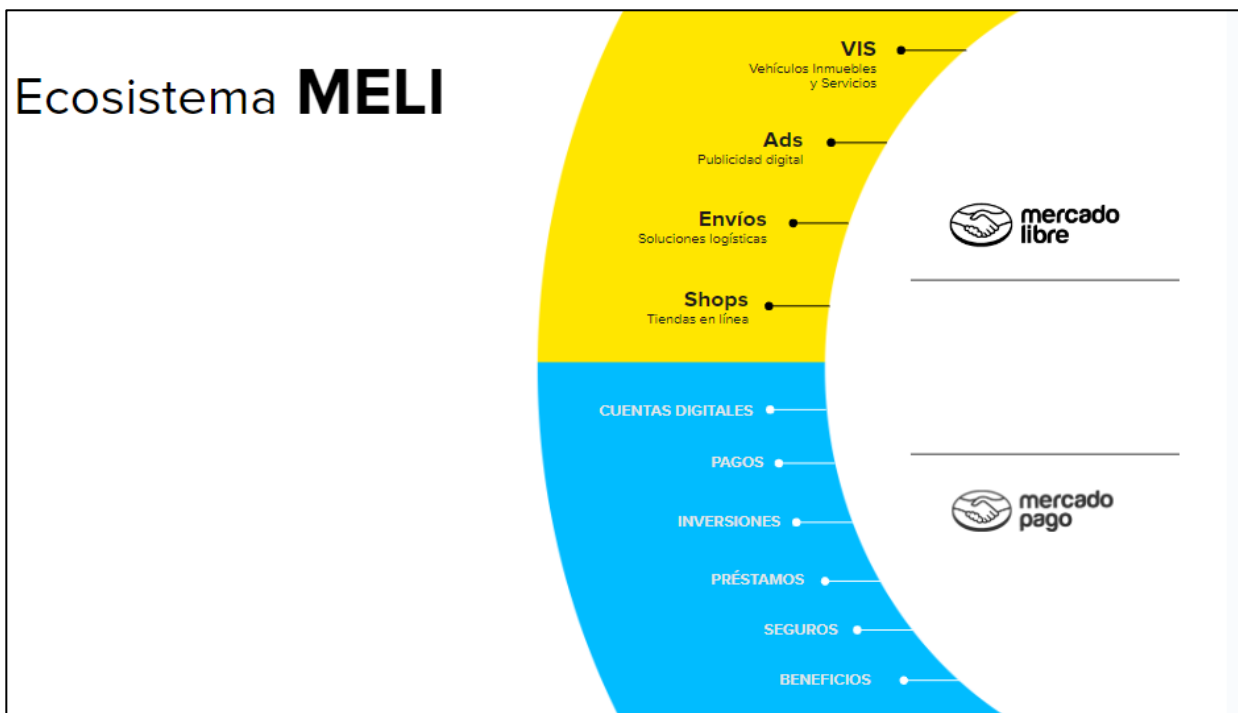 Ecosistema MELI
VIS
Vehículos Inmuebles
y Servicios
Ads
Publicidad digital
Envíos
Soluciones logísticas
Shops
Tiendas en línea
CUENTAS DIGITALES
PAGOS
INVERSIONES
PRÉSTAMOS
SEGUROS
BENEFICIOS
mercado
libre
mercado
pago